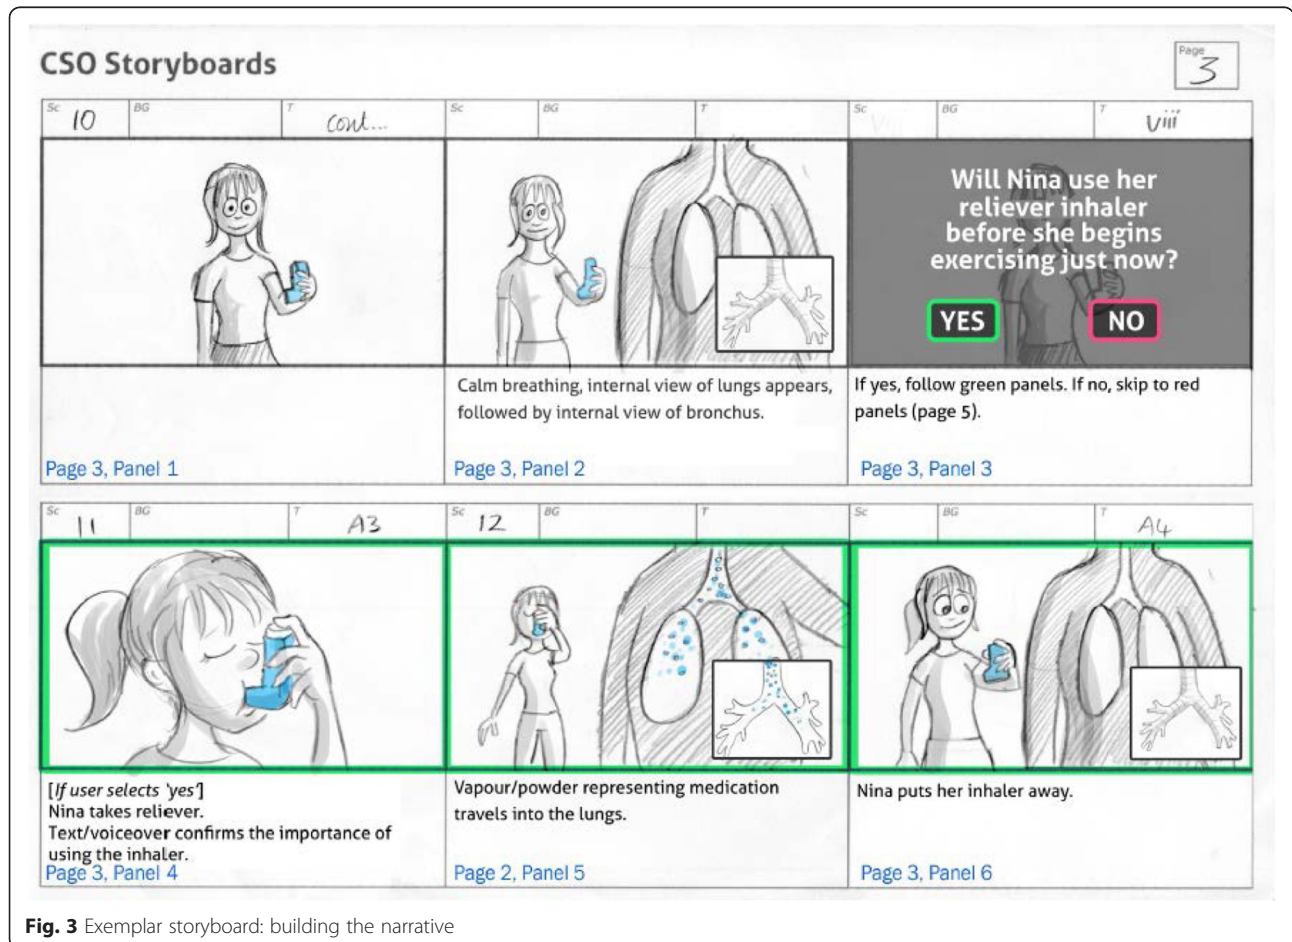 CSO Storyboards
Page
3
Sc 10 BG T cont...
Sc BG T
Sc viii BG T viii
Will Nina use her
reliever inhaler
before she begins
exercising just now?
YES NO
Calm breathing, internal view of lungs appears,
followed by internal view of bronchus.
If yes, follow green panels. If no, skip to red
panels (page 5).
Page 3, Panel 1
Page 3, Panel 2
Page 3, Panel 3
Sc 11 BG T A3
Sc 12 BG T
Sc BG T A4
[If user selects 'yes']
Nina takes reliever.
Text/voiceover confirms the importance of
using the inhaler.
Page 3, Panel 4
Vapour/powder representing medication
travels into the lungs.
Page 2, Panel 5
Nina puts her inhaler away.
Page 3, Panel 6
Fig. 3 Exemplar storyboard: building the narrative